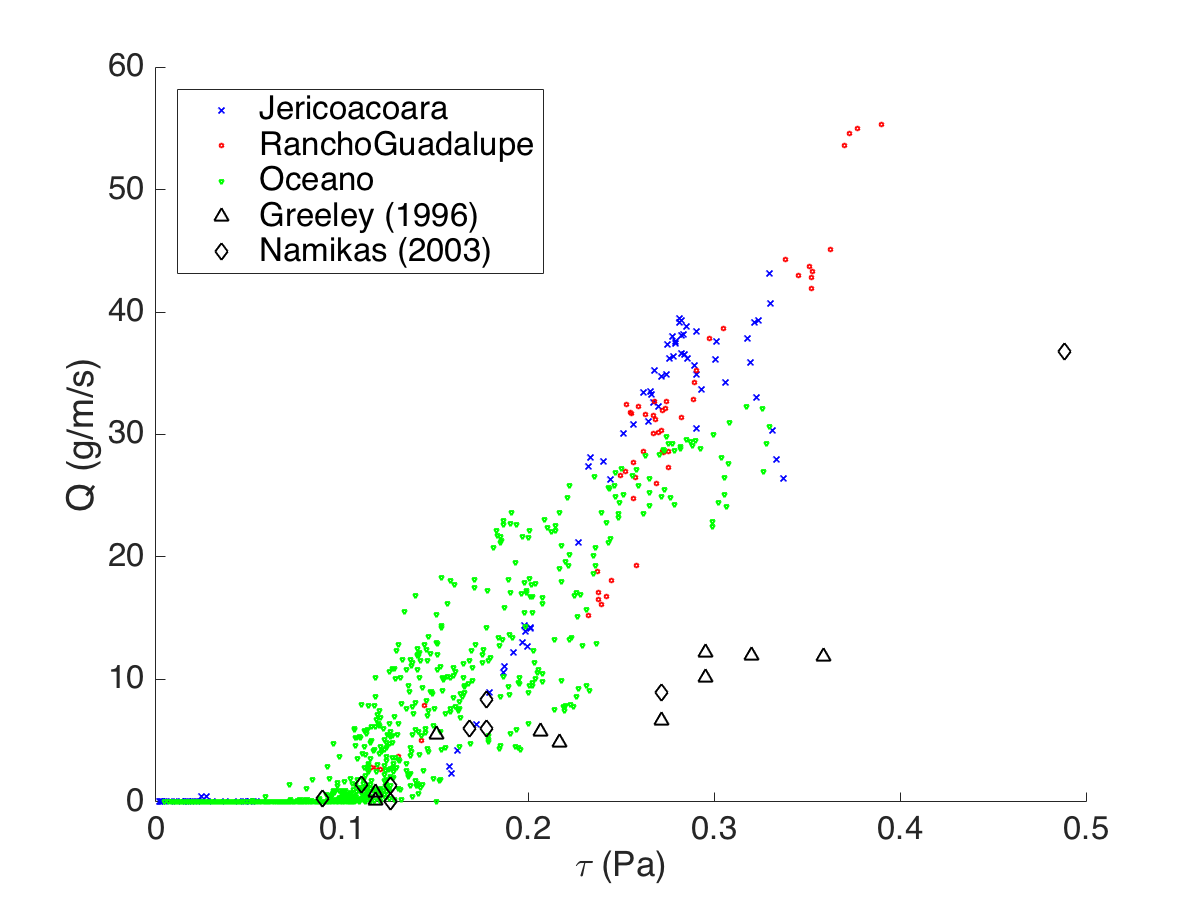 60
50
40
30
20
10
0
Q (g/m/s)
Jericoacoara
RanchoGuadalupe
Oceano
Greeley (1996)
Namikas (2003)
0 0.1 0.2 0.3 0.4 0.5
τ (Pa)